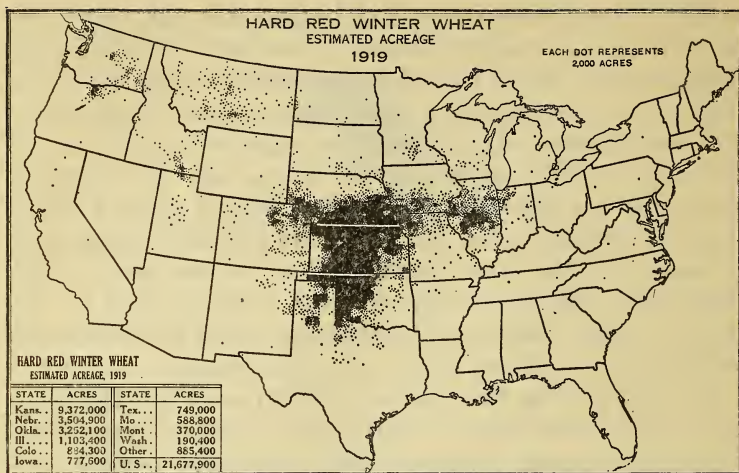 HARD RED WINTER WHEAT
ESTIMATED ACREAGE
1919
EACH DOT REPRESENTS
2,000 ACRES
HARD RED WINTER WHEAT
ESTIMATED ACREAGE, 1919
STATE ACRES STATE ACRES
Kans.. 9,372,000 Tex... 749,000
Nebr. 3,504,900 Mo... 588,800
Okla.. 3,252,100 Mont. 370,000
Ill.... 1,103,400 Wash. 190,400
Colo.. 884,300 Other. 885,400
Iowa.. 777,600 U. S.. 21,677,900